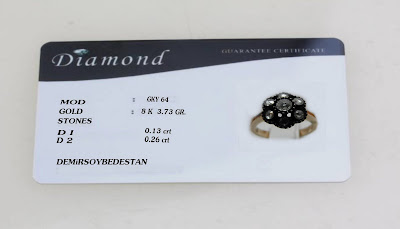 Diamond
GUARANTEE CERTIFICATE
MOD : GKY 64
GOLD : 8 K 3.73 GR.
STONES
D 1 0.13 crt
D 2 0.26 crt
DEMiRSOYBEDESTAN